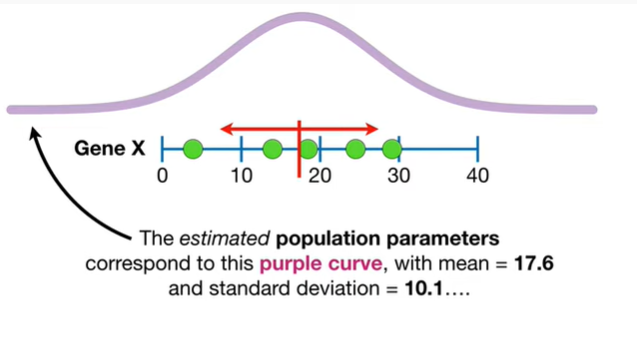 Gene X
0 10 20 30 40
The estimated population parameters
correspond to this purple curve, with mean = 17.6
and standard deviation = 10.1....